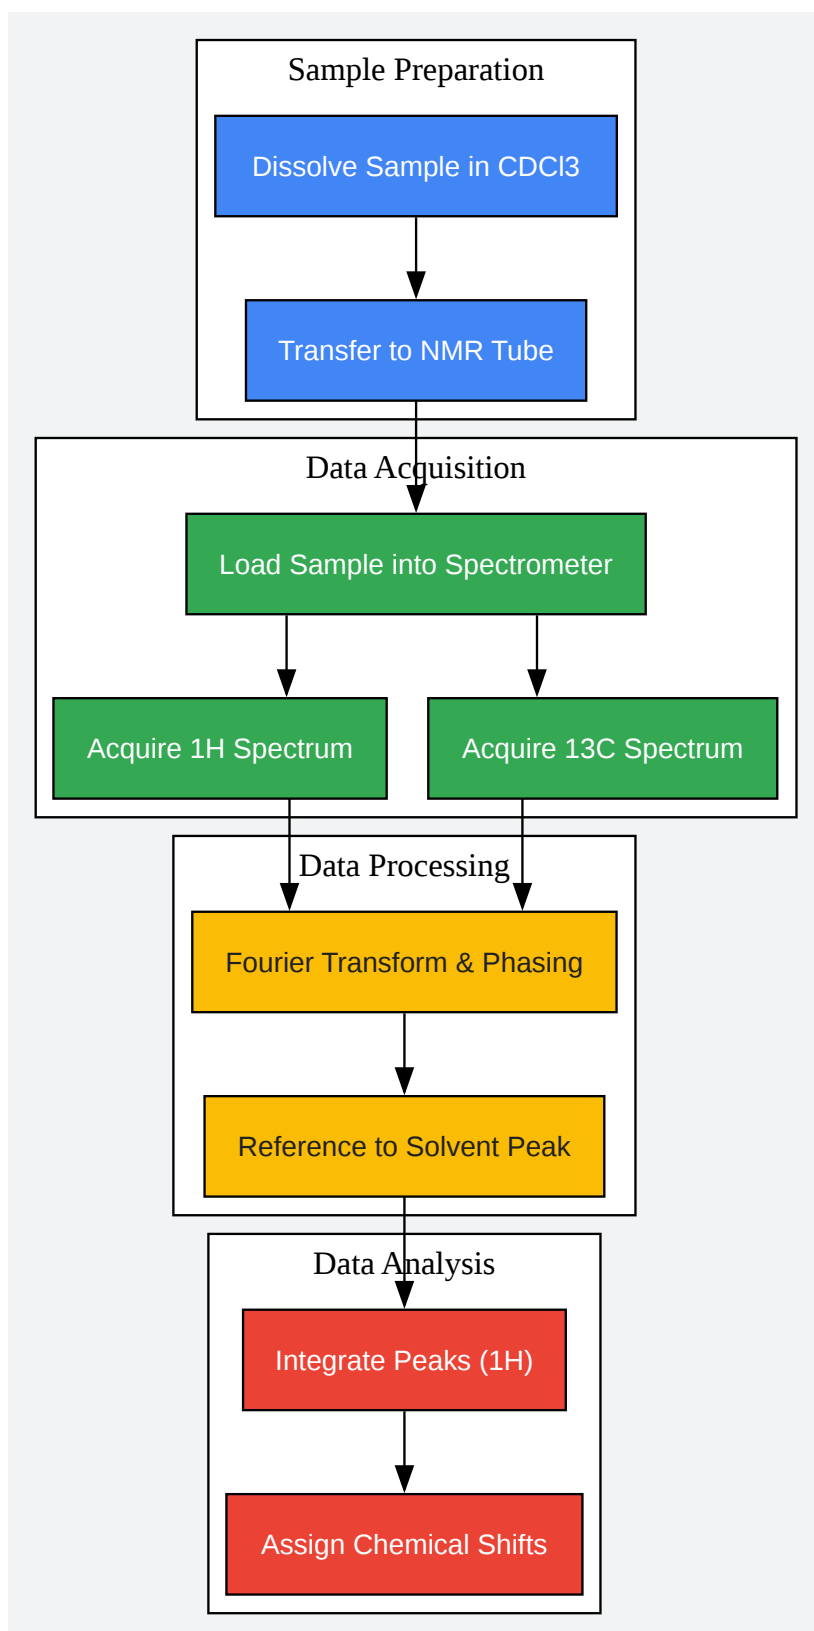 Sample Preparation
Dissolve Sample in CDCl3
Transfer to NMR Tube
Data Acquisition
Load Sample into Spectrometer
Acquire 1H Spectrum
Acquire 13C Spectrum
Data Processing
Fourier Transform & Phasing
Reference to Solvent Peak
Data Analysis
Integrate Peaks (1H)
Assign Chemical Shifts